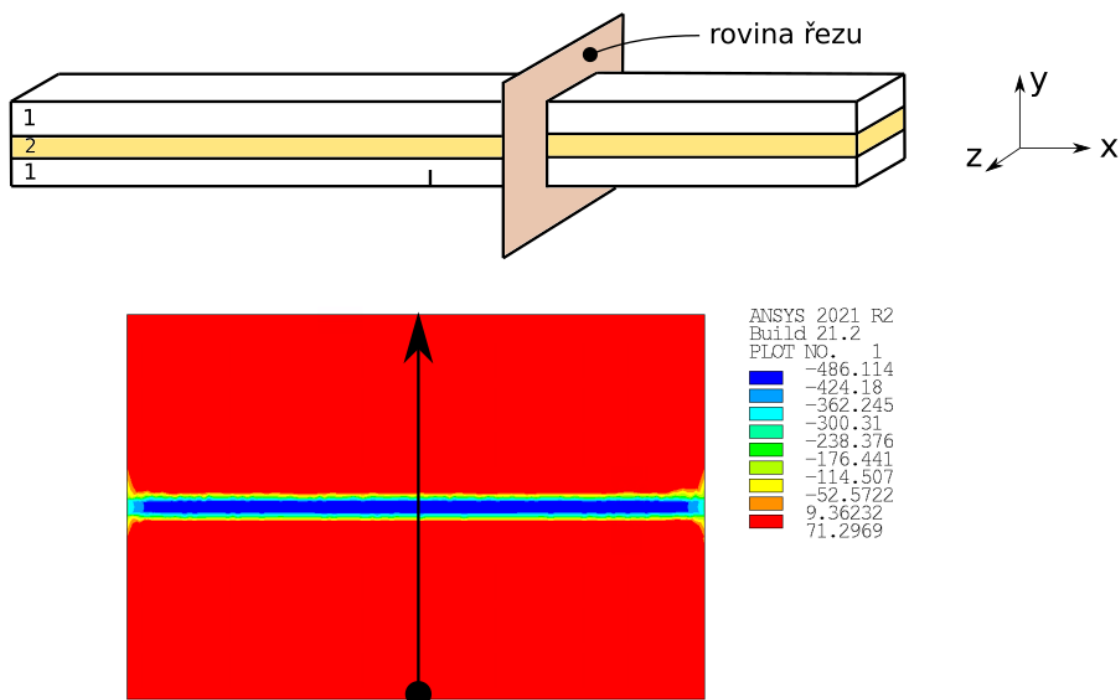 rovina řezu
1
2
1
y
z
x
ANSYS 2021 R2
Build 21.2
PLOT NO. 1
-486.114
-424.18
-362.245
-300.31
-238.376
-176.441
-114.507
-52.5722
9.36232
71.2969